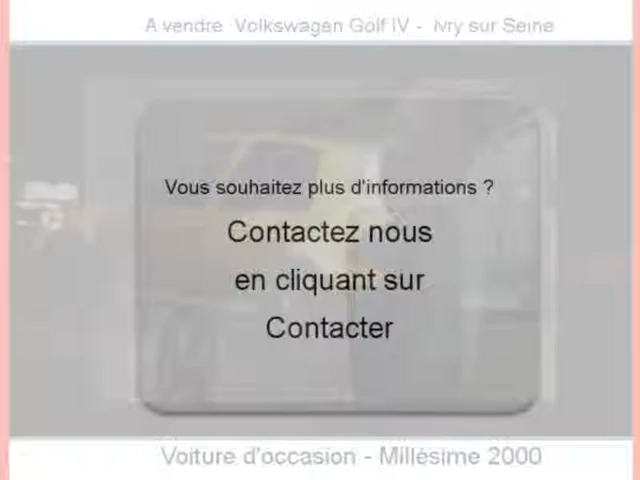 A vendre Volkswagen Golf IV - Ivry sur Seine
Vous souhaitez plus d'informations ?
Contactez nous
en cliquant sur
Contacter
Voiture d'occasion - Millésime 2000